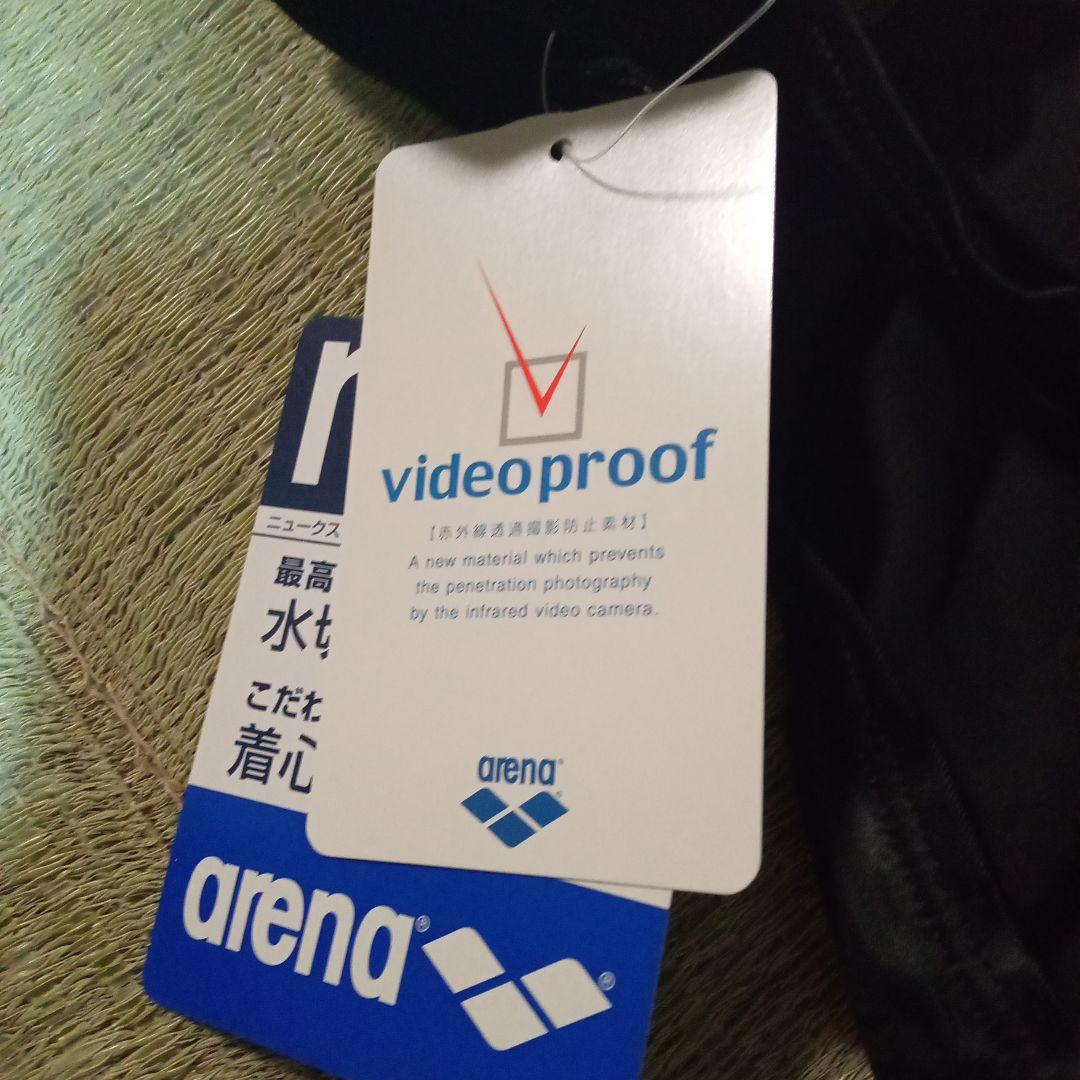 videoproof
【赤外線透過撮影防止素材】
A new material which prevents
the penetration photography
by the infrared video camera.
arena®
ニュークス
最高
水
こだわ
着心
arena®